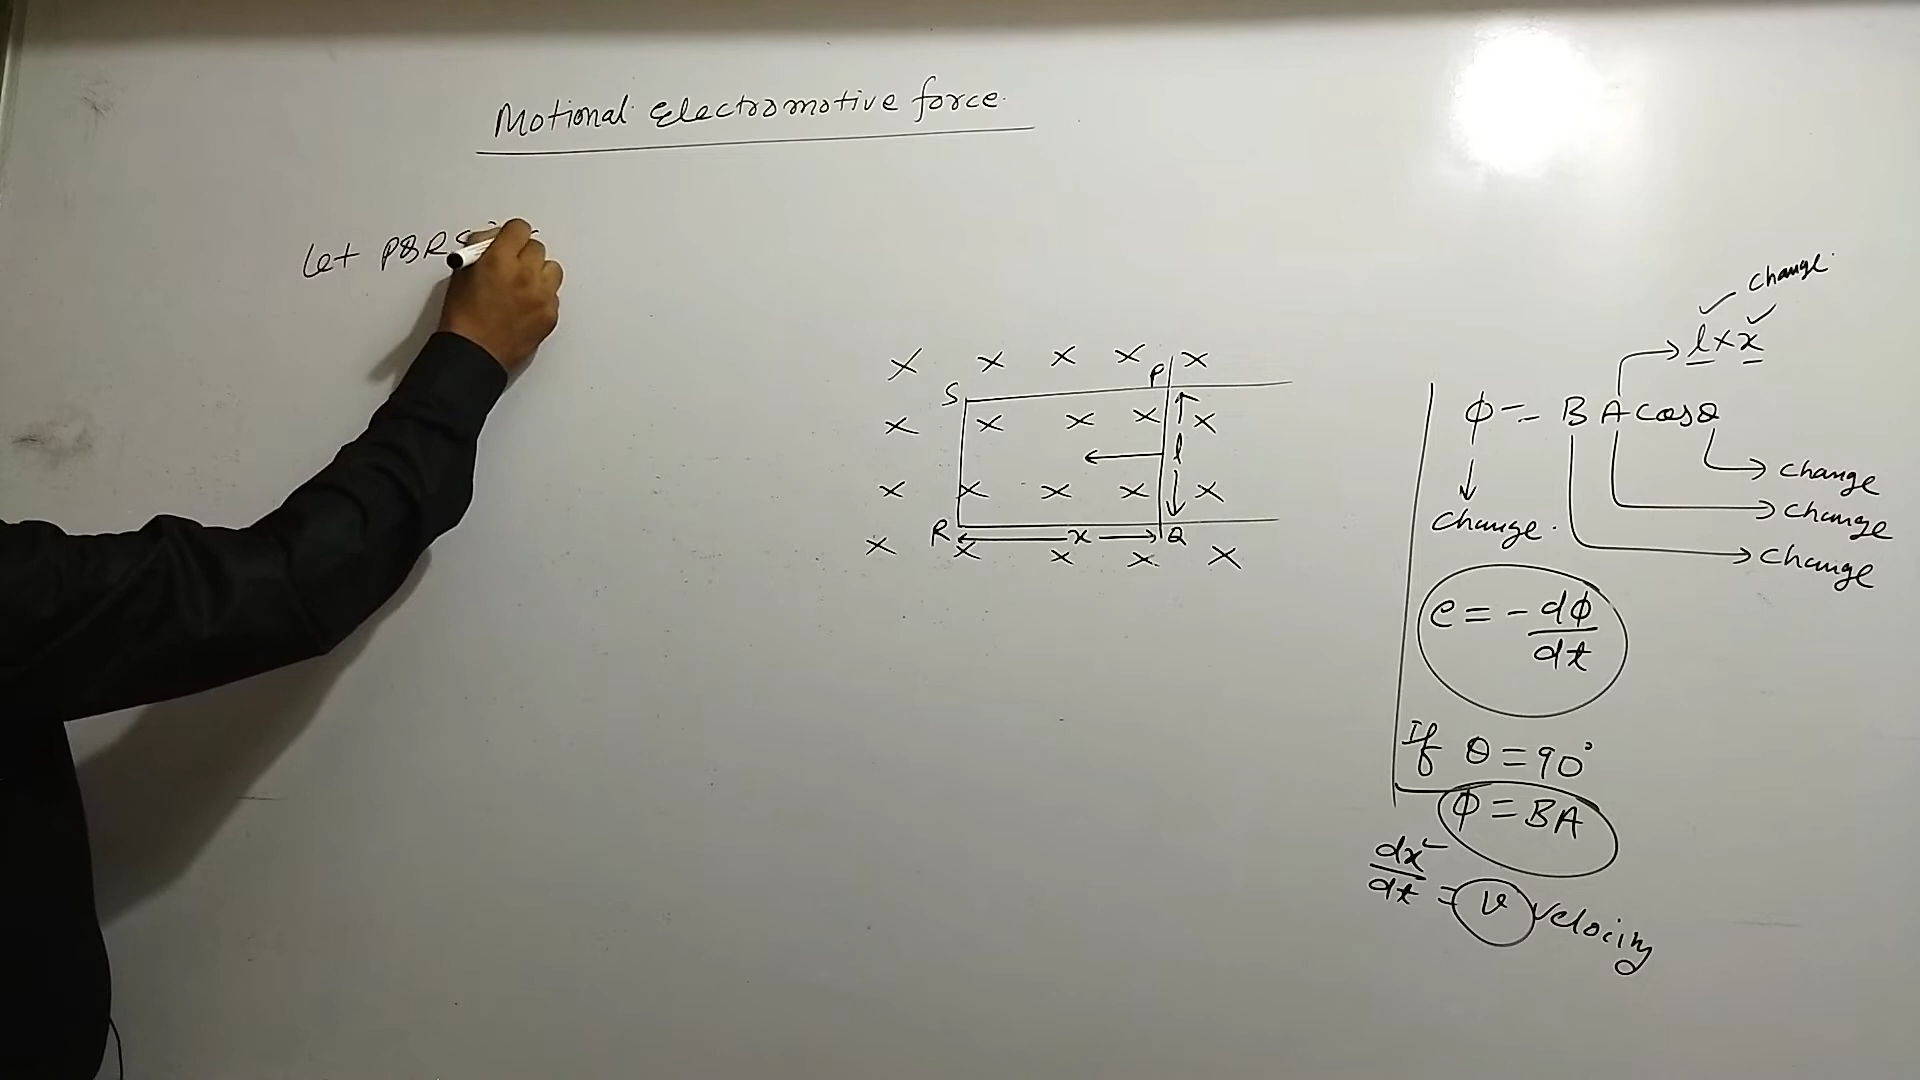 Motional Electromotive force.
Let PQRS
change
l × x
S P
ϕ = BA cosθ
l
change
change
change
change.
R x Q
e = -dϕ/dt
If θ = 90°
ϕ = BA
dx/dt = v velocity